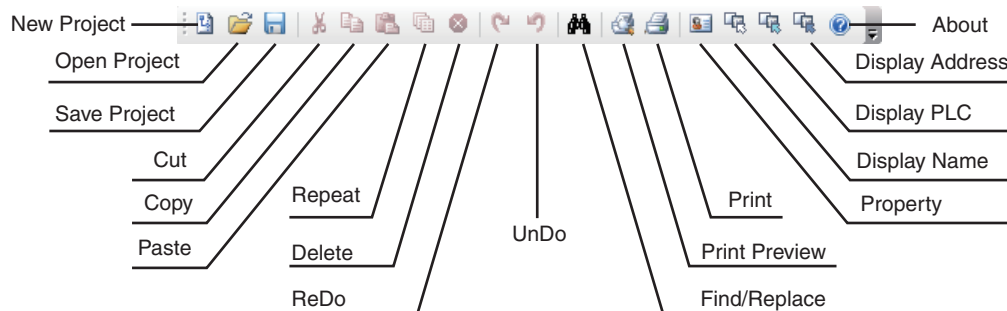 New Project
About
Open Project
Display Address
Save Project
Display PLC
Cut
Display Name
Copy
Repeat
Print
Property
UnDo
Paste
Delete
Print Preview
ReDo
Find/Replace